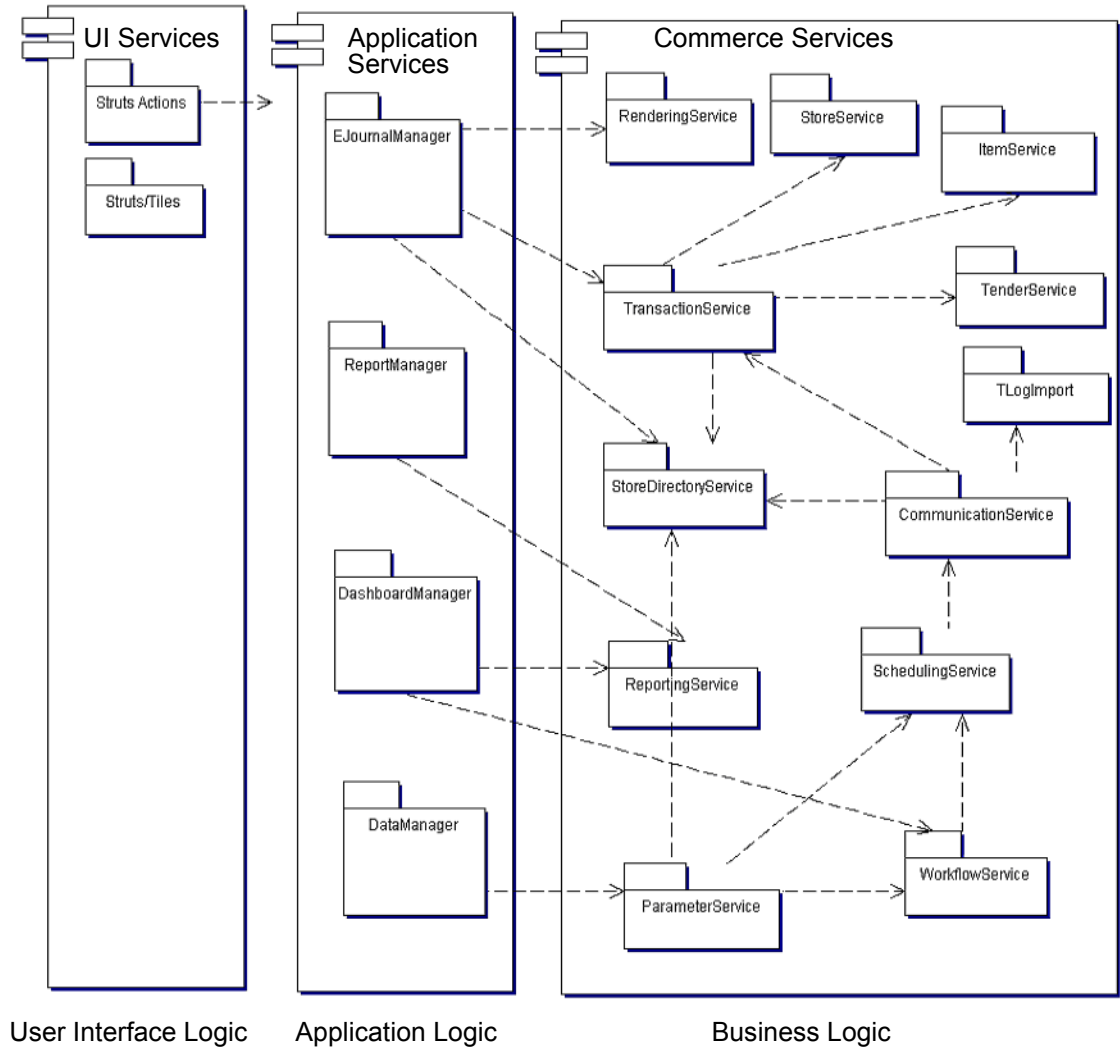 UI Services
Struts Actions
Struts/Tiles
Application
Services
EJournalManager
ReportManager
DashboardManager
DataManager
Commerce Services
RenderingService
StoreService
ItemService
TransactionService
TenderService
TLogImport
StoreDirectoryService
CommunicationService
ReportingService
SchedulingService
ParameterService
WorkflowService
User Interface Logic
Application Logic
Business Logic